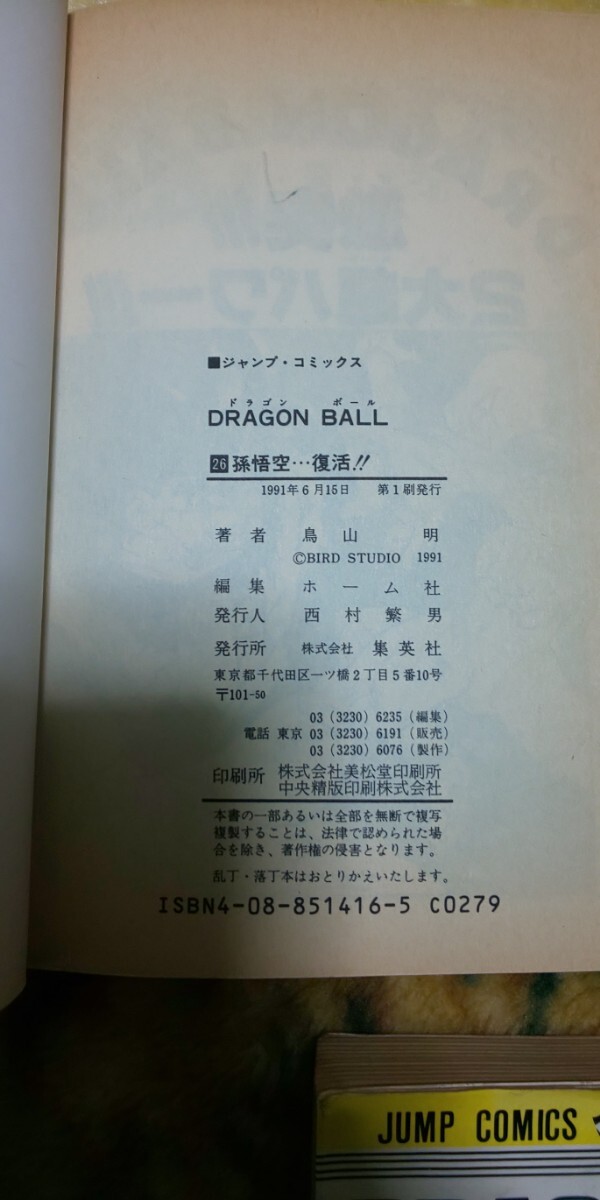 ■ジャンプ・コミックス
ドラゴン ボール
DRAGON BALL
26 孫悟空…復活!!
1991年6月15日 第1刷発行
著者 鳥山 明
©BIRD STUDIO 1991
編集 ホーム社
発行人 西村繁男
発行所 株式会社 集英社
東京都千代田区一ツ橋2丁目5番10号
〒101-50
03(3230)6235(編集)
電話 東京 03(3230)6191(販売)
03(3230)6076(製作)
印刷所 株式会社美松堂印刷所
中央精版印刷株式会社
本書の一部あるいは全部を無断で複写
複製することは、法律で認められた場
合を除き、著作権の侵害となります。
乱丁・落丁本はおとりかえいたします。
ISBN4-08-851416-5 C0279
JUMP COMICS